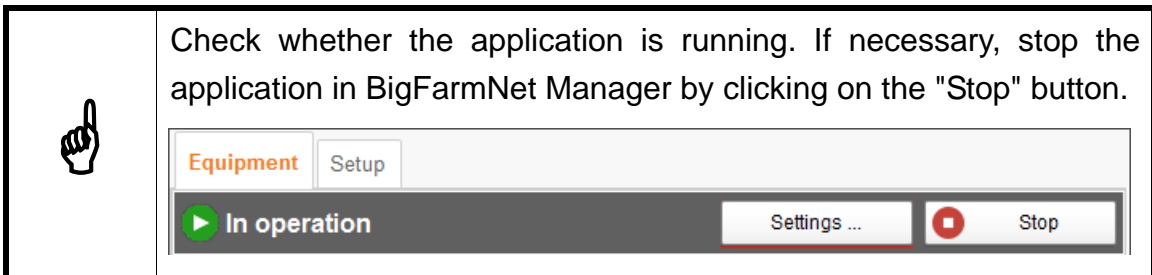 Check whether the application is running. If necessary, stop the
application in BigFarmNet Manager by clicking on the "Stop" button.
Equipment Setup
In operation Settings ... Stop